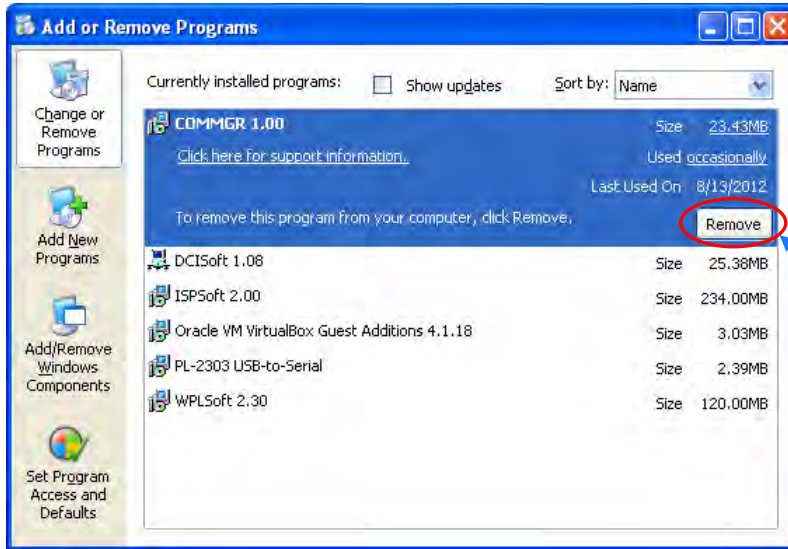 Add or Remove Programs
Change or
Remove
Programs
Add New
Programs
Add/Remove
Windows
Components
Set Program
Access and
Defaults
Currently installed programs: Show updates Sort by: Name
COMMGR 1.00 Size 23.43MB
Click here for support information. Used occasionally
Last Used On 8/13/2012
To remove this program from your computer, click Remove. Remove
DCISoft 1.08 Size 25.38MB
ISPSoft 2.00 Size 234.00MB
Oracle VM VirtualBox Guest Additions 4.1.18 Size 3.03MB
PL-2303 USB-to-Serial Size 2.39MB
WPLSoft 2.30 Size 120.00MB